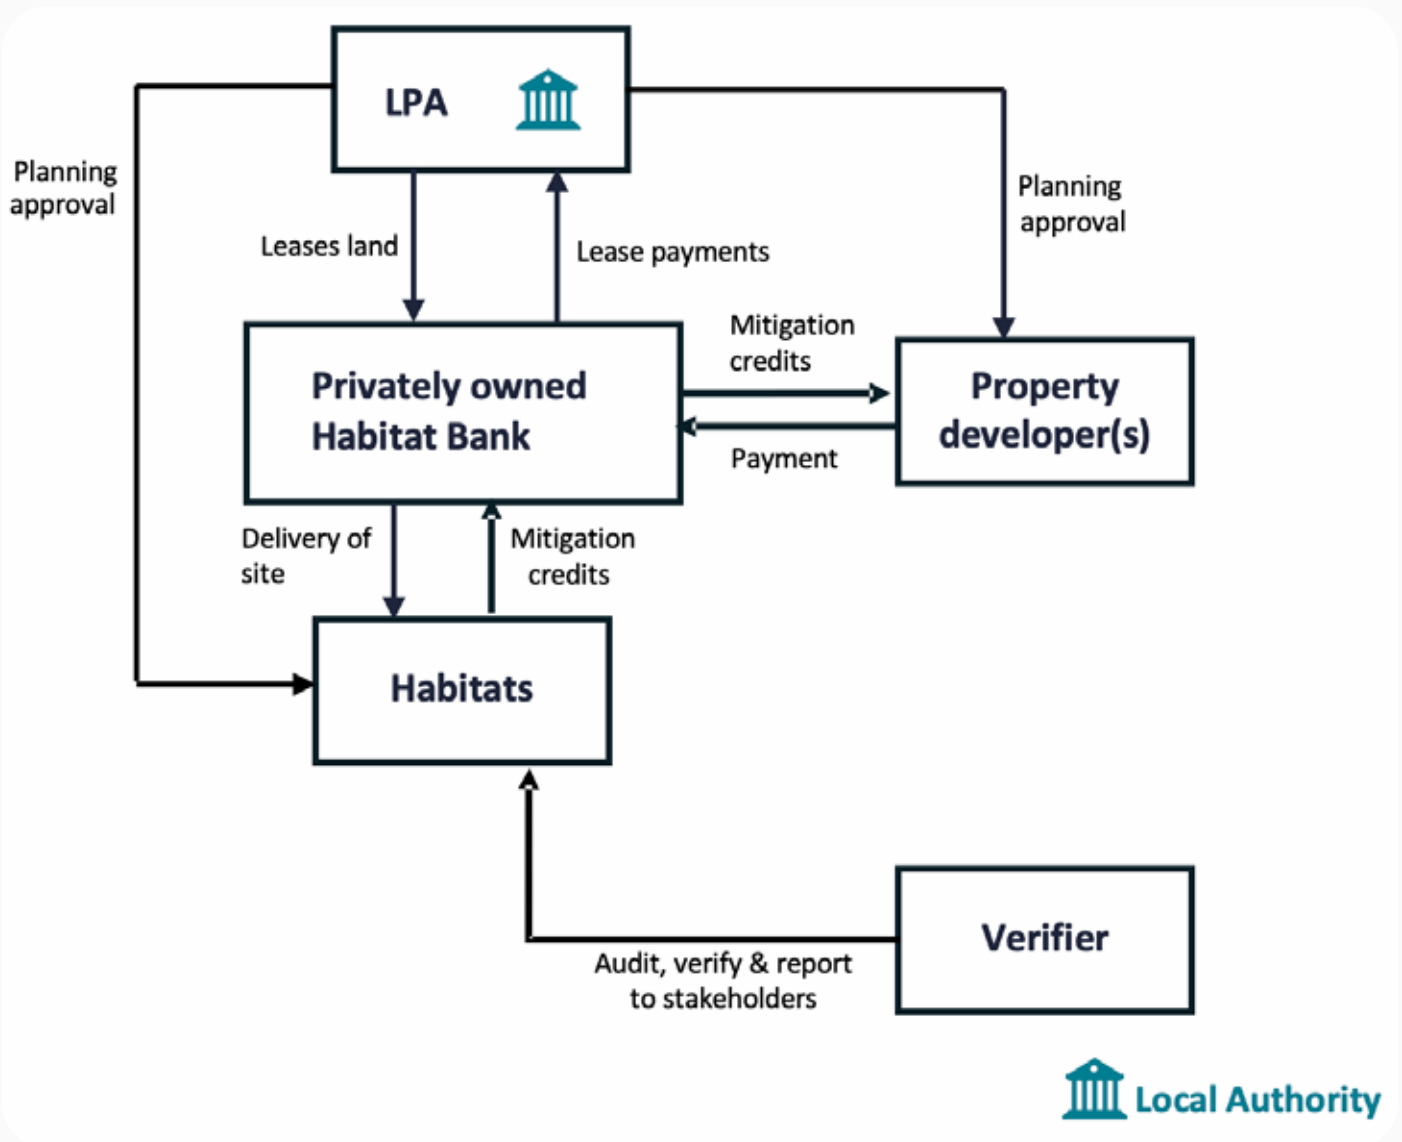 LPA
Planning
approval
Planning
approval
Leases land
Lease payments
Mitigation
credits
Privately owned
Habitat Bank
Property
developer(s)
Payment
Delivery of
site
Mitigation
credits
Habitats
Verifier
Audit, verify & report
to stakeholders
Local Authority